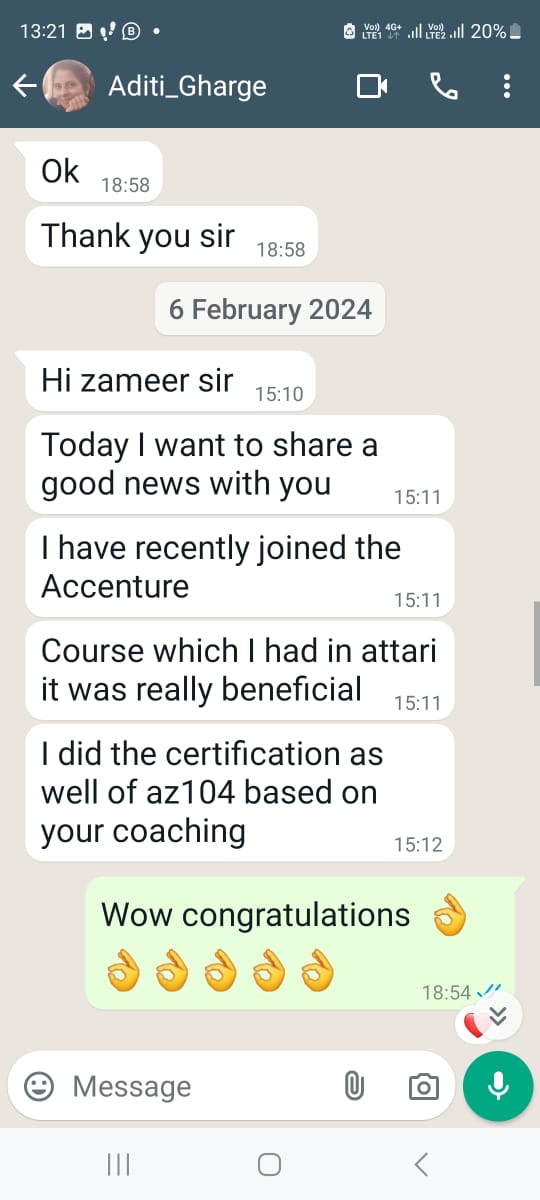 13:21 B • Vo)) LTE1 4G+ Vo)) LTE2 20%
Aditi_Gharge
Ok 18:58
Thank you sir 18:58
6 February 2024
Hi zameer sir 15:10
Today I want to share a
good news with you 15:11
I have recently joined the
Accenture 15:11
Course which I had in attari
it was really beneficial 15:11
I did the certification as
well of az104 based on
your coaching 15:12
Wow congratulations 👌
👌👌👌👌👌
18:54
Message